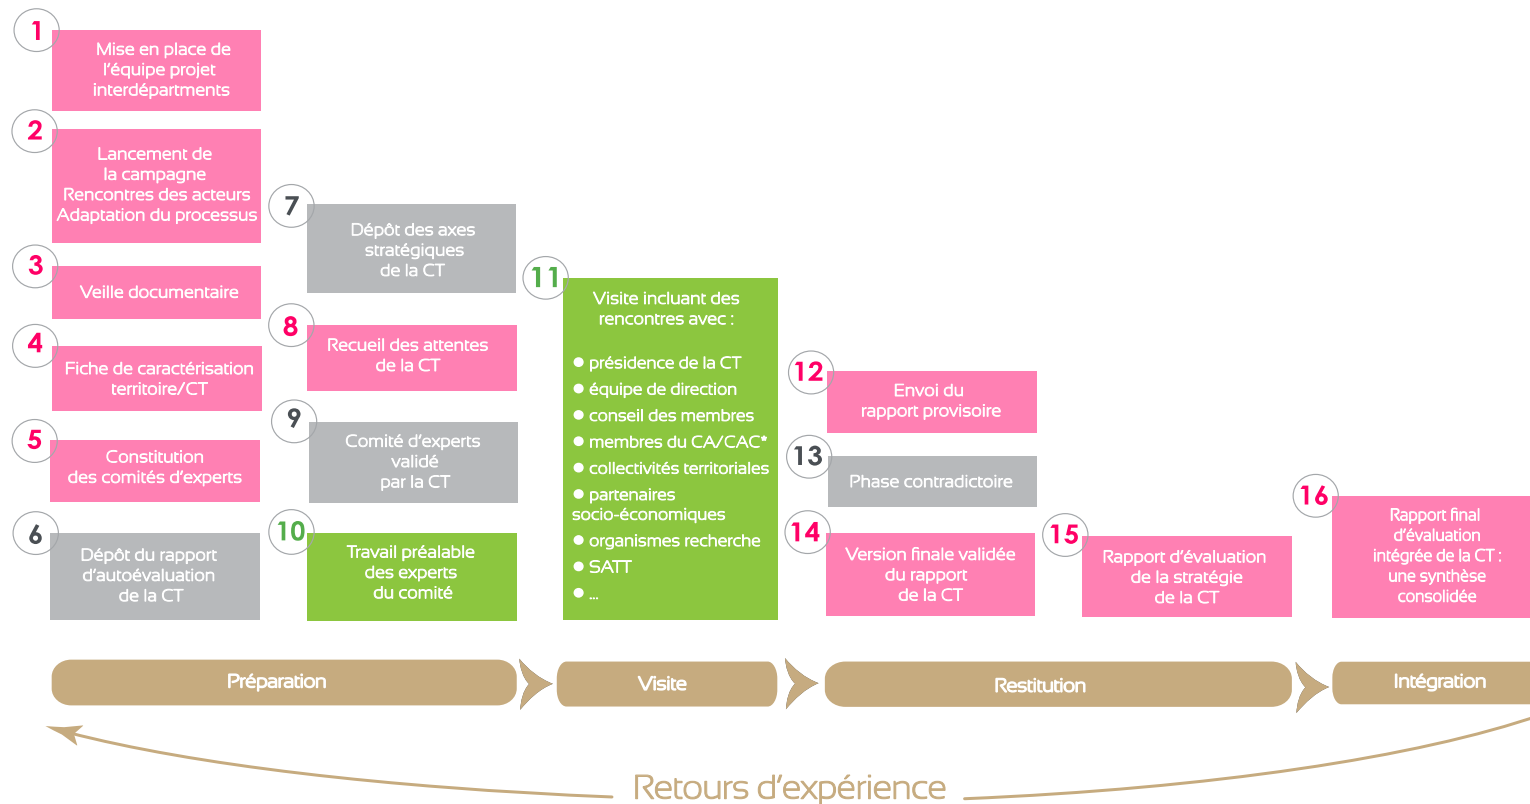 1
Mise en place de
l'équipe projet
interdépartments
2
Lancement de
la campagne
Rencontres des acteurs
Adaptation du processus
3
Veille documentaire
4
Fiche de caractérisation
territoire/CT
5
Constitution
des comités d'experts
6
Dépôt du rapport
d'autoévaluation
de la CT
7
Dépôt des axes
stratégiques
de la CT
8
Recueil des attentes
de la CT
9
Comité d'experts
validé
par la CT
10
Travail préalable
des experts
du comité
11
Visite incluant des
rencontres avec :
● présidence de la CT
● équipe de direction
● conseil des membres
● membres du CA/CAC*
● collectivités territoriales
● partenaires
socio-économiques
● organismes recherche
● SATT
● ...
12
Envoi du
rapport provisoire
13
Phase contradictoire
14
Version finale validée
du rapport
de la CT
15
Rapport d'évaluation
de la stratégie
de la CT
16
Rapport final
d'évaluation
intégrée de la CT :
une synthèse
consolidée
Préparation
Visite
Restitution
Intégration
Retours d'expérience